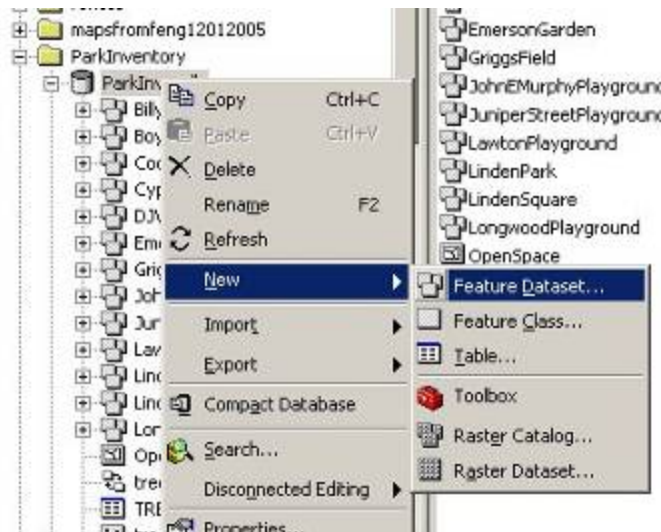 mapsfromfeng12012005
ParkInventory
EmersonGarden
GriggsField
JohnEMurphyPlayground
JuniperStreetPlayground
LawtonPlayground
LindenPark
LindenSquare
LongwoodPlayground
OpenSpace
Copy Ctrl+C
Paste Ctrl+V
Delete
Rename F2
Refresh
New
Import
Export
Compact Database
Search...
Disconnected Editing
Properties...
Feature Dataset...
Feature Class...
Table...
Toolbox
Raster Catalog...
Raster Dataset...